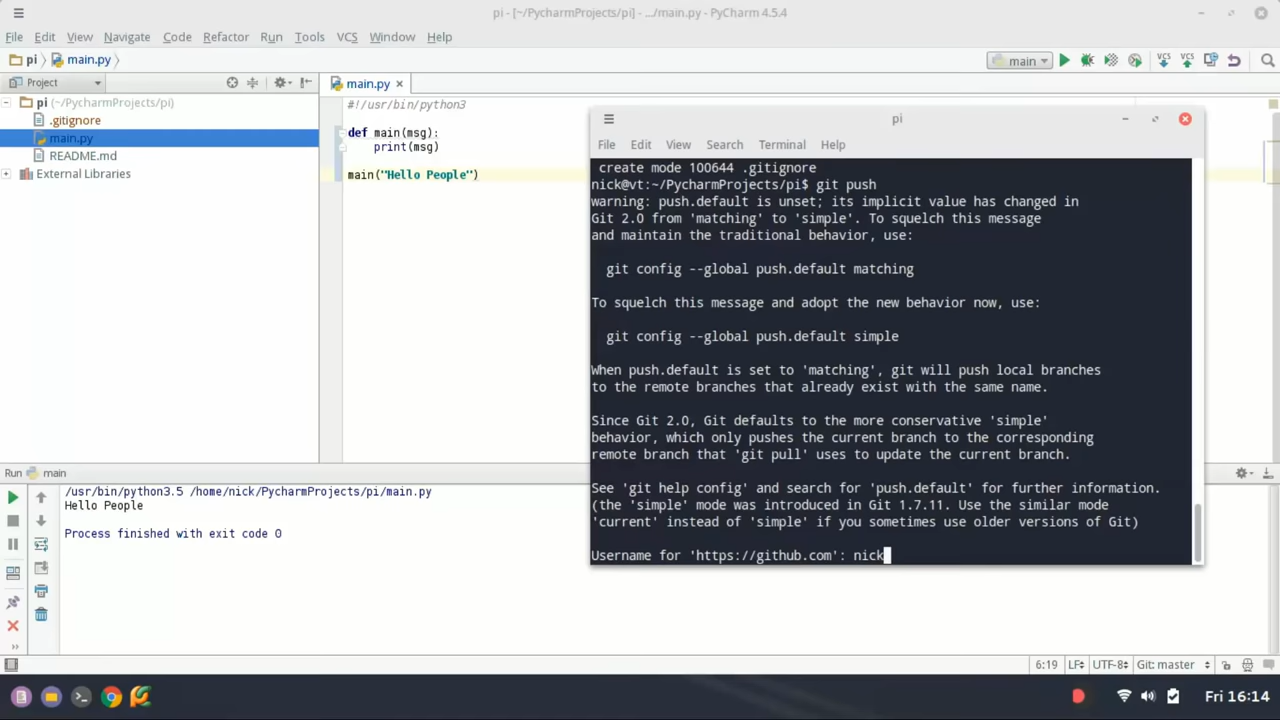 pi - [~/PycharmProjects/pi] - .../main.py - PyCharm 4.5.4
File Edit View Navigate Code Refactor Run Tools VCS Window Help
pi main.py
main
VCS VCS
Project
main.py
pi (~/PycharmProjects/pi)
.gitignore
main.py
README.md
External Libraries
#!/usr/bin/python3
def main(msg):
print(msg)
main("Hello People")
pi
File Edit View Search Terminal Help
create mode 100644 .gitignore
nick@vt:~/PycharmProjects/pi$ git push
warning: push.default is unset; its implicit value has changed in
Git 2.0 from 'matching' to 'simple'. To squelch this message
and maintain the traditional behavior, use:
git config --global push.default matching
To squelch this message and adopt the new behavior now, use:
git config --global push.default simple
When push.default is set to 'matching', git will push local branches
to the remote branches that already exist with the same name.
Since Git 2.0, Git defaults to the more conservative 'simple'
behavior, which only pushes the current branch to the corresponding
remote branch that 'git pull' uses to update the current branch.
See 'git help config' and search for 'push.default' for further information.
(the 'simple' mode was introduced in Git 1.7.11. Use the similar mode
'current' instead of 'simple' if you sometimes use older versions of Git)
Username for 'https://github.com': nick
Run main
/usr/bin/python3.5 /home/nick/PycharmProjects/pi/main.py
Hello People
Process finished with exit code 0
6:19 LF UTF-8 Git: master
Fri 16:14